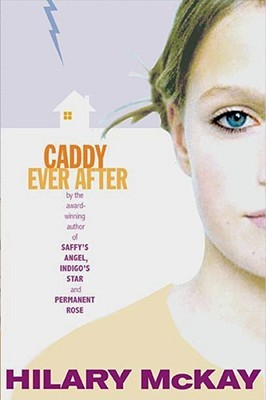 CADDY
EVER AFTER
by the
award-
winning
author
of
SAFFY'S
ANGEL,
INDIGO'S
STAR
AND
PERMANENT
ROSE
HILARY McKAY